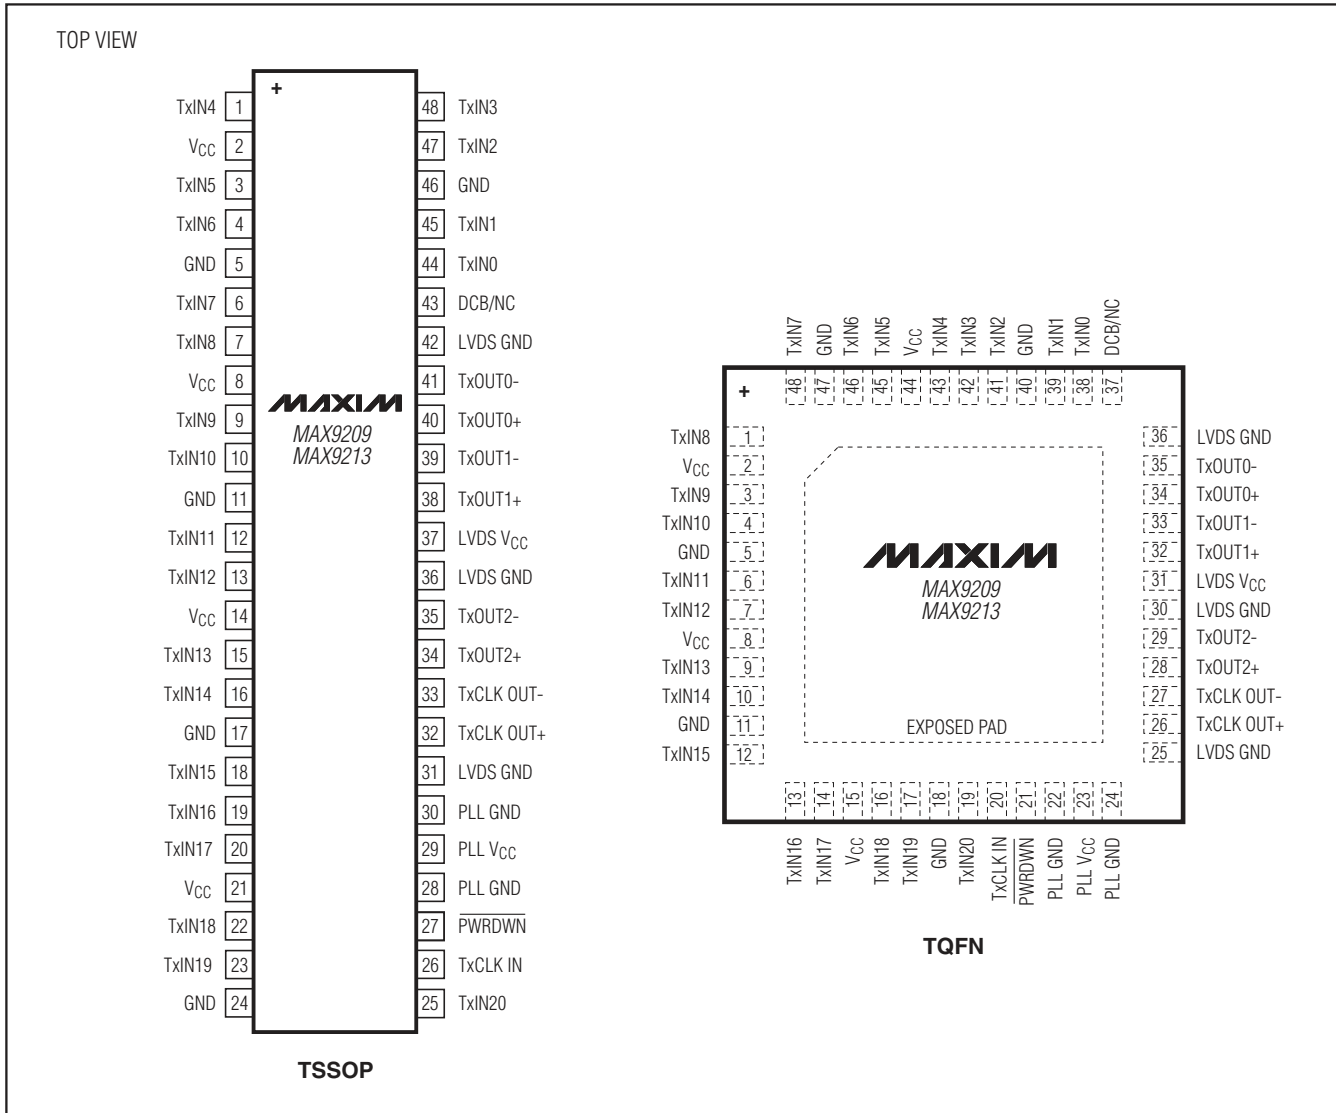 TOP VIEW
+
TxIN4 1 48 TxIN3
VCC 2 47 TxIN2
TxIN5 3 46 GND
TxIN6 4 45 TxIN1
GND 5 44 TxIN0
TxIN7 6 43 DCB/NC
TxIN8 7 42 LVDS GND
VCC 8 41 TxOUT0-
TxIN9 9 40 TxOUT0+
TxIN10 10 39 TxOUT1-
GND 11 38 TxOUT1+
TxIN11 12 37 LVDS VCC
TxIN12 13 36 LVDS GND
VCC 14 35 TxOUT2-
TxIN13 15 34 TxOUT2+
TxIN14 16 33 TxCLK OUT-
GND 17 32 TxCLK OUT+
TxIN15 18 31 LVDS GND
TxIN16 19 30 PLL GND
TxIN17 20 29 PLL VCC
VCC 21 28 PLL GND
TxIN18 22 27 PWRDWN
TxIN19 23 26 TxCLK IN
GND 24 25 TxIN20
MAXIM
MAX9209
MAX9213
TSSOP
TxIN7 GND TxIN6 TxIN5 VCC TxIN4 TxIN3 TxIN2 GND TxIN1 TxIN0 DCB/NC
48 47 46 45 44 43 42 41 40 39 38 37
+
TxIN8 1 36 LVDS GND
VCC 2 35 TxOUT0-
TxIN9 3 34 TxOUT0+
TxIN10 4 33 TxOUT1-
GND 5 32 TxOUT1+
TxIN11 6 31 LVDS VCC
TxIN12 7 30 LVDS GND
VCC 8 29 TxOUT2-
TxIN13 9 28 TxOUT2+
TxIN14 10 27 TxCLK OUT-
GND 11 26 TxCLK OUT+
TxIN15 12 25 LVDS GND
MAXIM
MAX9209
MAX9213
EXPOSED PAD
13 14 15 16 17 18 19 20 21 22 23 24
TxIN16 TxIN17 VCC TxIN18 TxIN19 GND TxIN20 TxCLK IN PWRDWN PLL GND PLL VCC PLL GND
TQFN